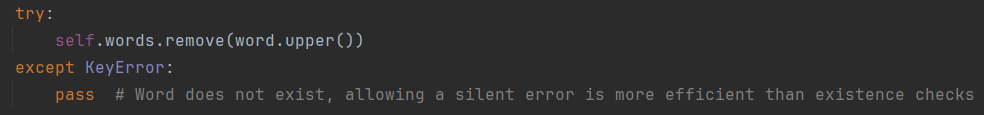 try:
    self.words.remove(word.upper())
except KeyError:
    pass  # Word does not exist, allowing a silent error is more efficient than existence checks